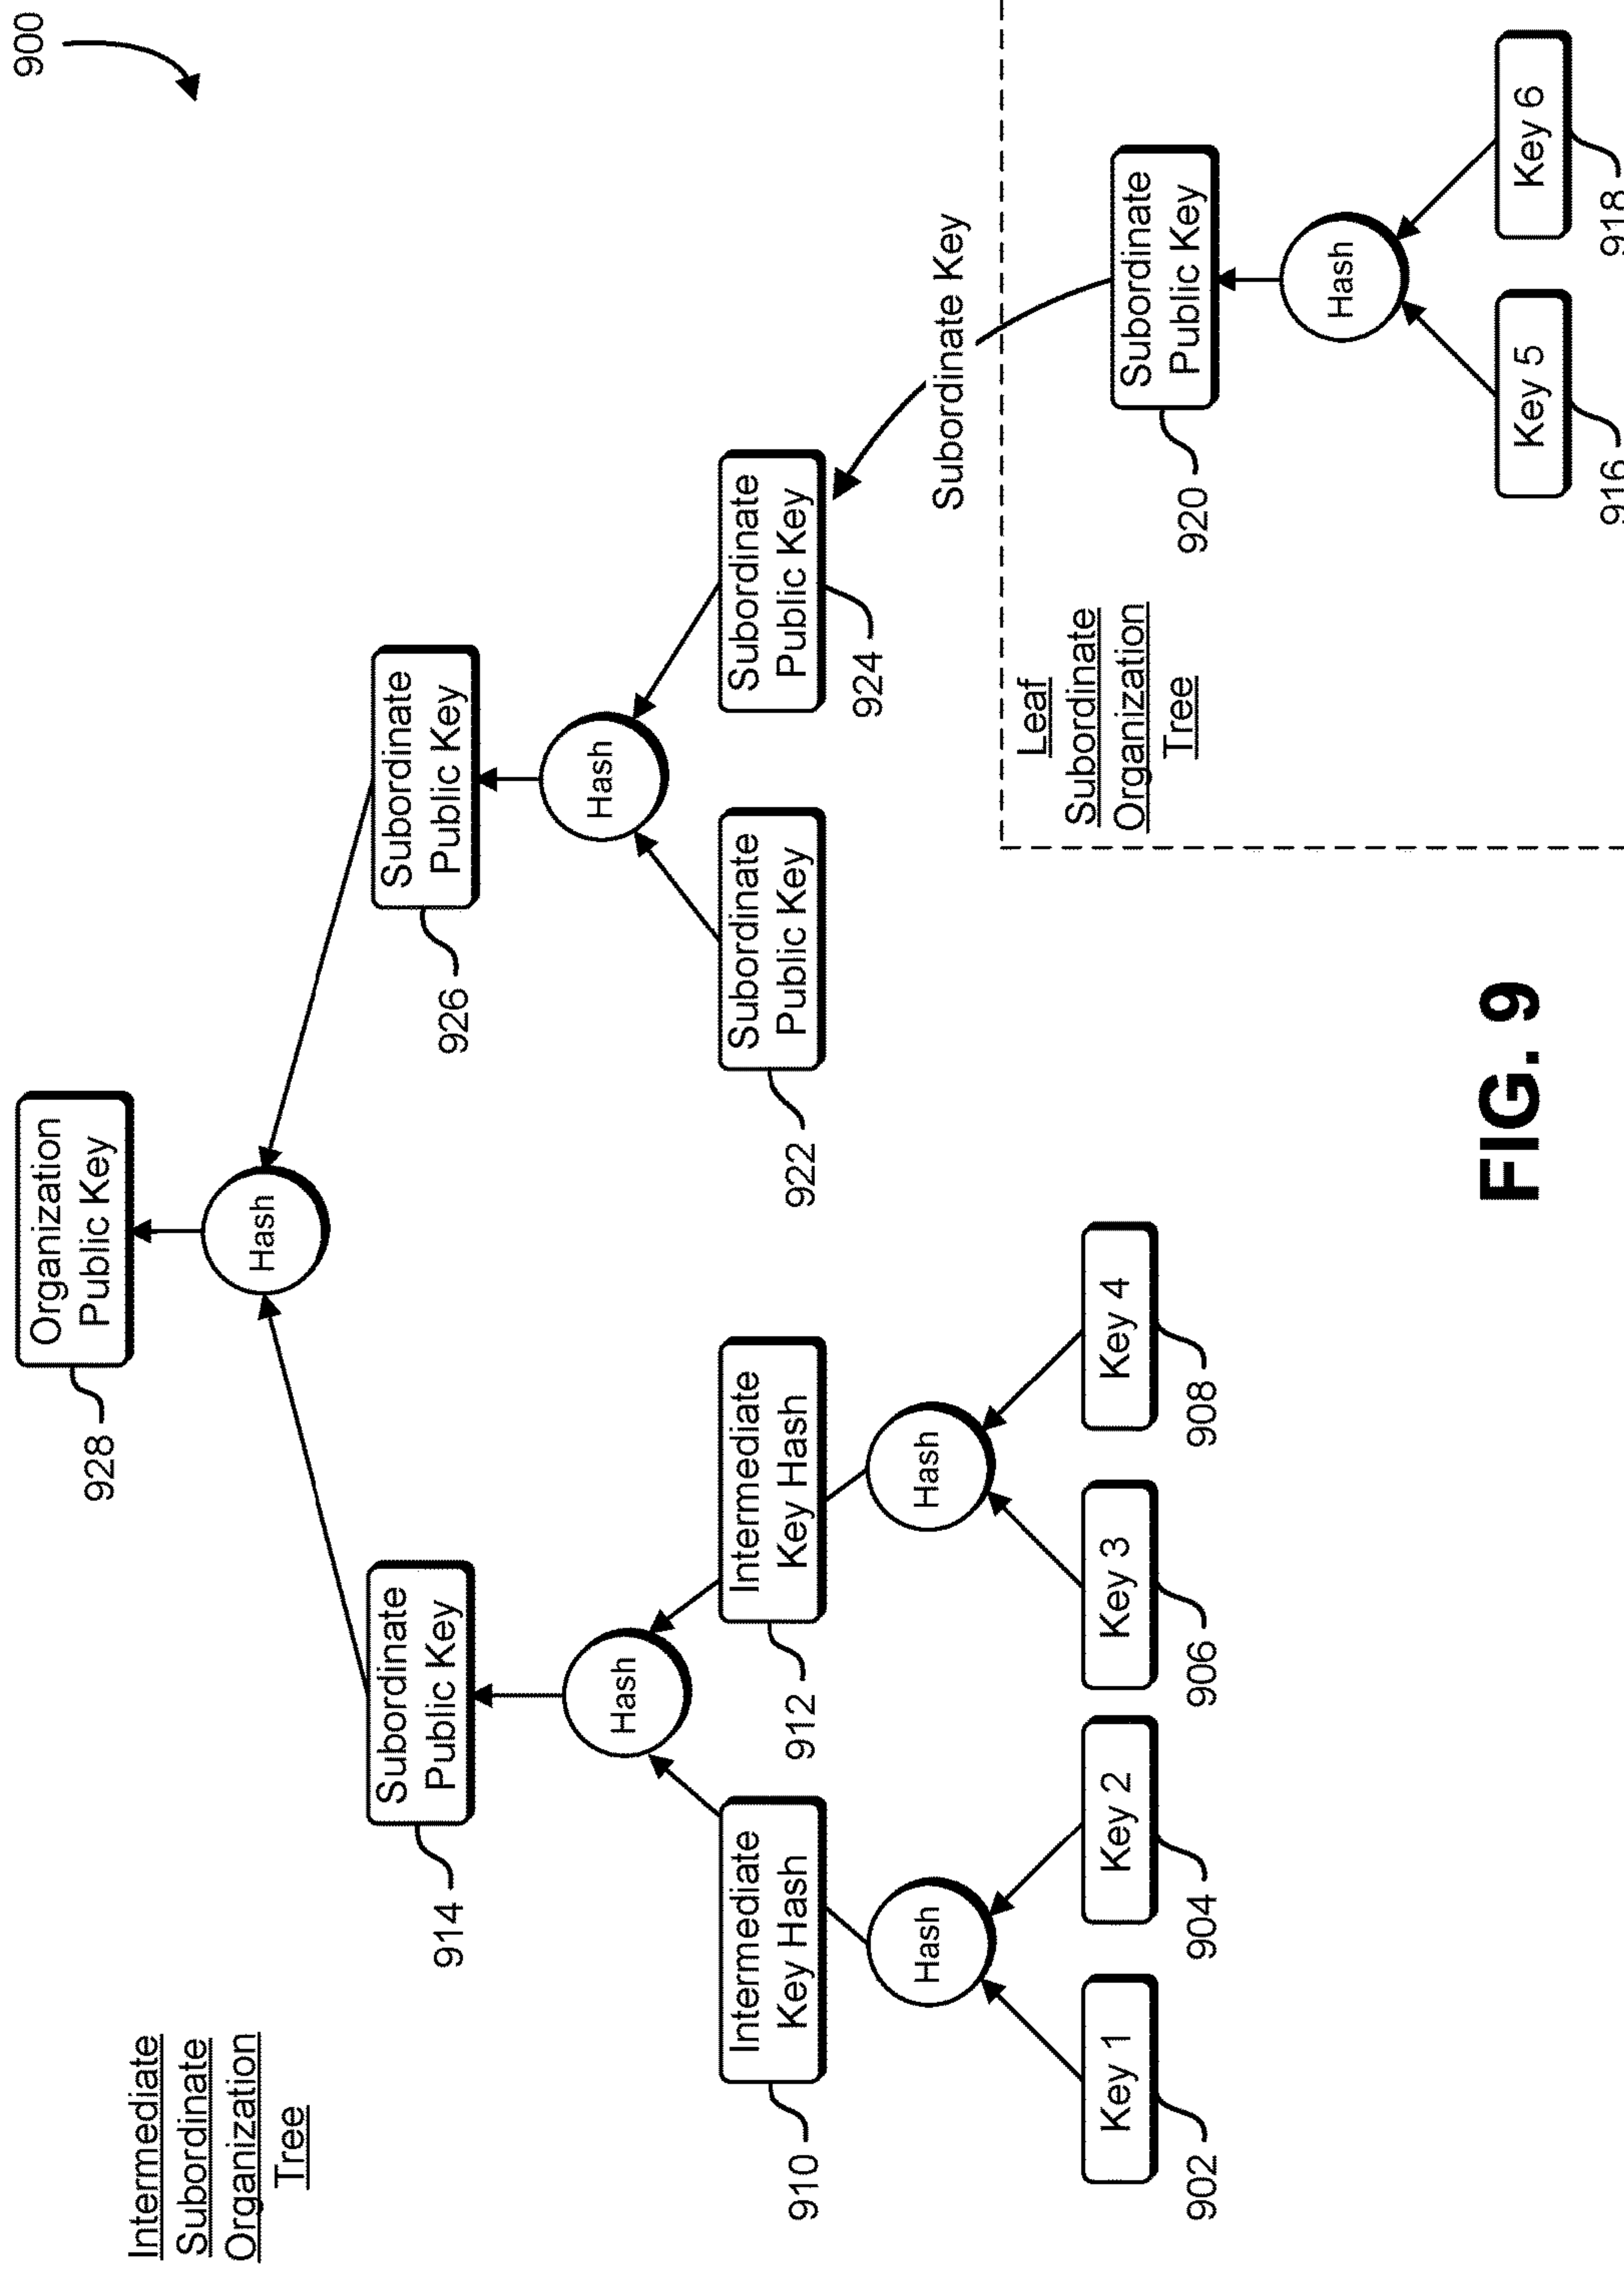 900
Intermediate
Subordinate
Organization
Tree
Organization
Public Key
928
Hash
Subordinate
Public Key
914
Subordinate
Public Key
926
Hash
Hash
Intermediate
Key Hash
910
Intermediate
Key Hash
912
Subordinate
Public Key
922
Subordinate
Public Key
924
Hash
Hash
Subordinate Key
Key 1
902
Key 2
904
Key 3
906
Key 4
908
Leaf
Subordinate
Organization
Tree
Subordinate
Public Key
920
Hash
Key 5
916
Key 6
918
FIG. 9